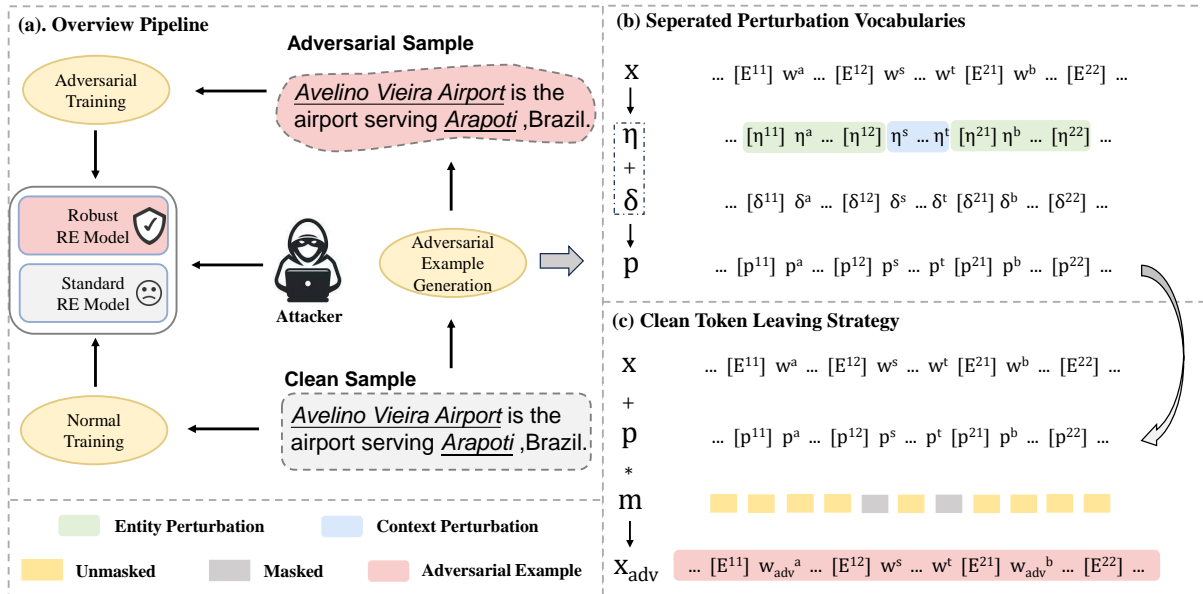 (a). Overview Pipeline
Adversarial Sample
Adversarial
Training
Avelino Vieira Airport is the
airport serving Arapoti ,Brazil.
Robust
RE Model
Standard
RE Model
Attacker
Adversarial
Example
Generation
Clean Sample
Normal
Training
Avelino Vieira Airport is the
airport serving Arapoti ,Brazil.
Entity Perturbation
Context Perturbation
Unmasked
Masked
Adversarial Example
(b) Seperated Perturbation Vocabularies
x ... [E¹¹] wᵃ ... [E¹²] wˢ ... wᵗ [E²¹] wᵇ ... [E²²] ...
η ... [η¹¹] ηᵃ ... [η¹²] ηˢ ... ηᵗ [η²¹] ηᵇ ... [η²²] ...
+
δ ... [δ¹¹] δᵃ ... [δ¹²] δˢ ... δᵗ [δ²¹] δᵇ ... [δ²²] ...
p ... [p¹¹] pᵃ ... [p¹²] pˢ ... pᵗ [p²¹] pᵇ ... [p²²] ...
(c) Clean Token Leaving Strategy
x ... [E¹¹] wᵃ ... [E¹²] wˢ ... wᵗ [E²¹] wᵇ ... [E²²] ...
+
p ... [p¹¹] pᵃ ... [p¹²] pˢ ... pᵗ [p²¹] pᵇ ... [p²²] ...
*
m
x_adv ... [E¹¹] w_advᵃ ... [E¹²] wˢ ... wᵗ [E²¹] w_advᵇ ... [E²²] ...